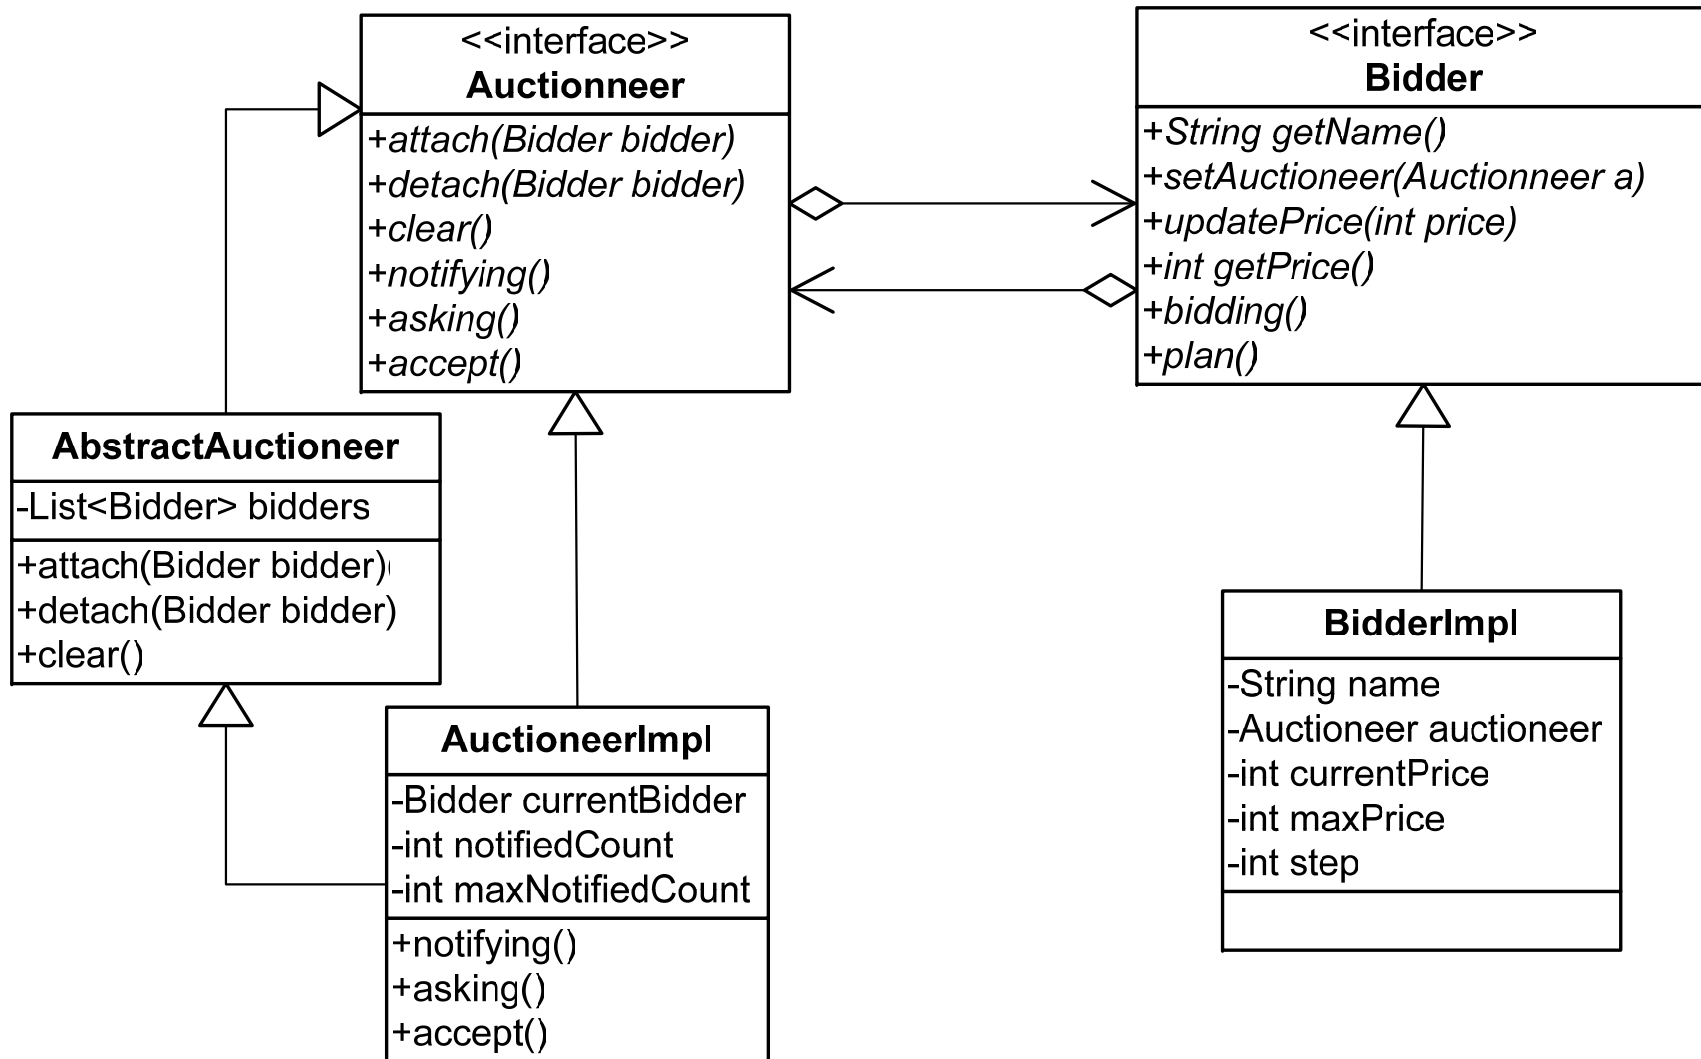 <<interface>>
Auctionneer
+attach(Bidder bidder)
+detach(Bidder bidder)
+clear()
+notifying()
+asking()
+accept()
<<interface>>
Bidder
+String getName()
+setAuctioneer(Auctionneer a)
+updatePrice(int price)
+int getPrice()
+bidding()
+plan()
AbstractAuctioneer
-List<Bidder> bidders
+attach(Bidder bidder)
+detach(Bidder bidder)
+clear()
AuctioneerImpl
-Bidder currentBidder
-int notifiedCount
-int maxNotifiedCount
+notifying()
+asking()
+accept()
BidderImpl
-String name
-Auctioneer auctioneer
-int currentPrice
-int maxPrice
-int step